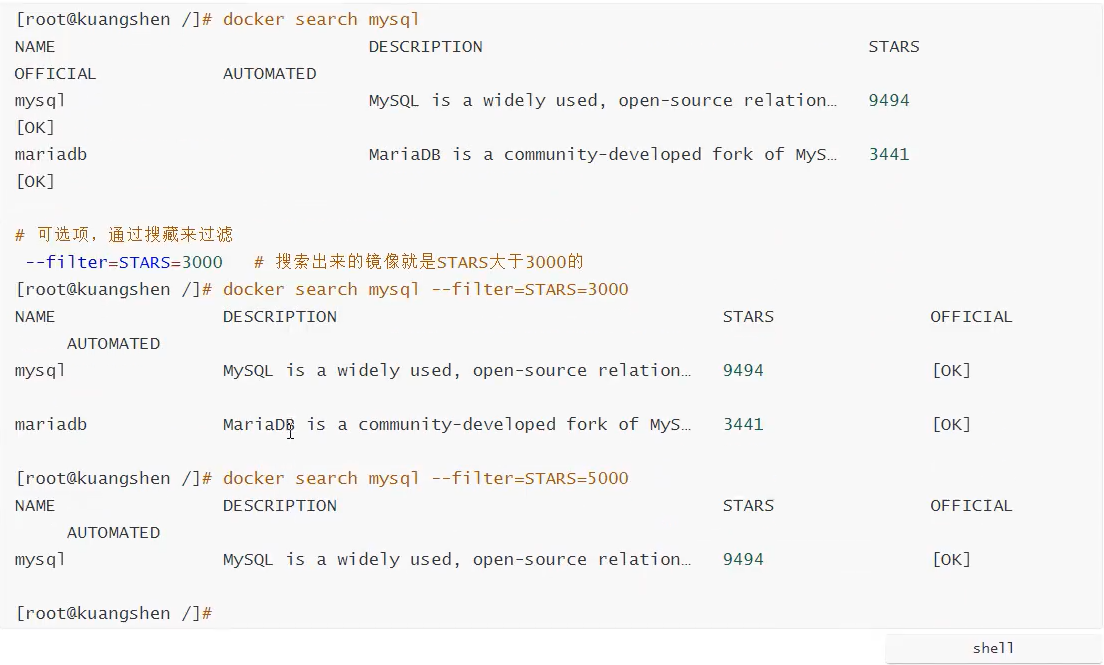 [root@kuangshen /]# docker search mysql
NAME DESCRIPTION STARS
OFFICIAL AUTOMATED
mysql MySQL is a widely used, open-source relation… 9494
[OK]
mariadb MariaDB is a community-developed fork of MyS… 3441
[OK]
# 可选项，通过搜藏来过滤
--filter=STARS=3000 # 搜索出来的镜像就是STARS大于3000的
[root@kuangshen /]# docker search mysql --filter=STARS=3000
NAME DESCRIPTION STARS OFFICIAL
AUTOMATED
mysql MySQL is a widely used, open-source relation… 9494 [OK]
mariadb MariaDB is a community-developed fork of MyS… 3441 [OK]
[root@kuangshen /]# docker search mysql --filter=STARS=5000
NAME DESCRIPTION STARS OFFICIAL
AUTOMATED
mysql MySQL is a widely used, open-source relation… 9494 [OK]
[root@kuangshen /]#
shell